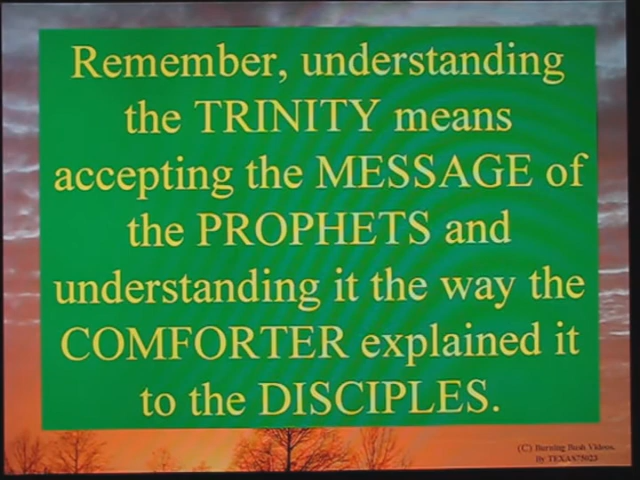 Remember, understanding
the TRINITY means
accepting the MESSAGE of
the PROPHETS and
understanding it the way the
COMFORTER explained it
to the DISCIPLES.
(C) Burning Bush Videos.
By TEXAS75023